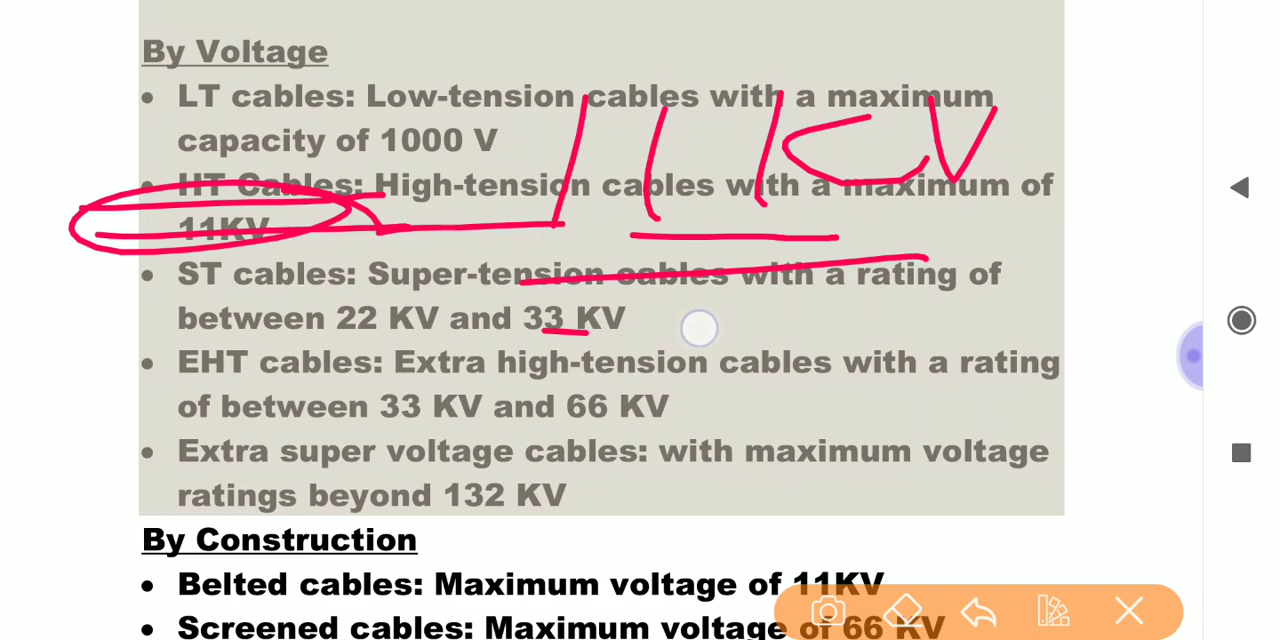 By Voltage
• LT cables: Low-tension cables with a maximum
capacity of 1000 V
• HT Cables: High-tension cables with a maximum of
11KV
11KV
• ST cables: Super-tension cables with a rating of
between 22 KV and 33 KV
• EHT cables: Extra high-tension cables with a rating
of between 33 KV and 66 KV
• Extra super voltage cables: with maximum voltage
ratings beyond 132 KV
By Construction
• Belted cables: Maximum voltage of 11KV
• Screened cables: Maximum voltage of 66 KV